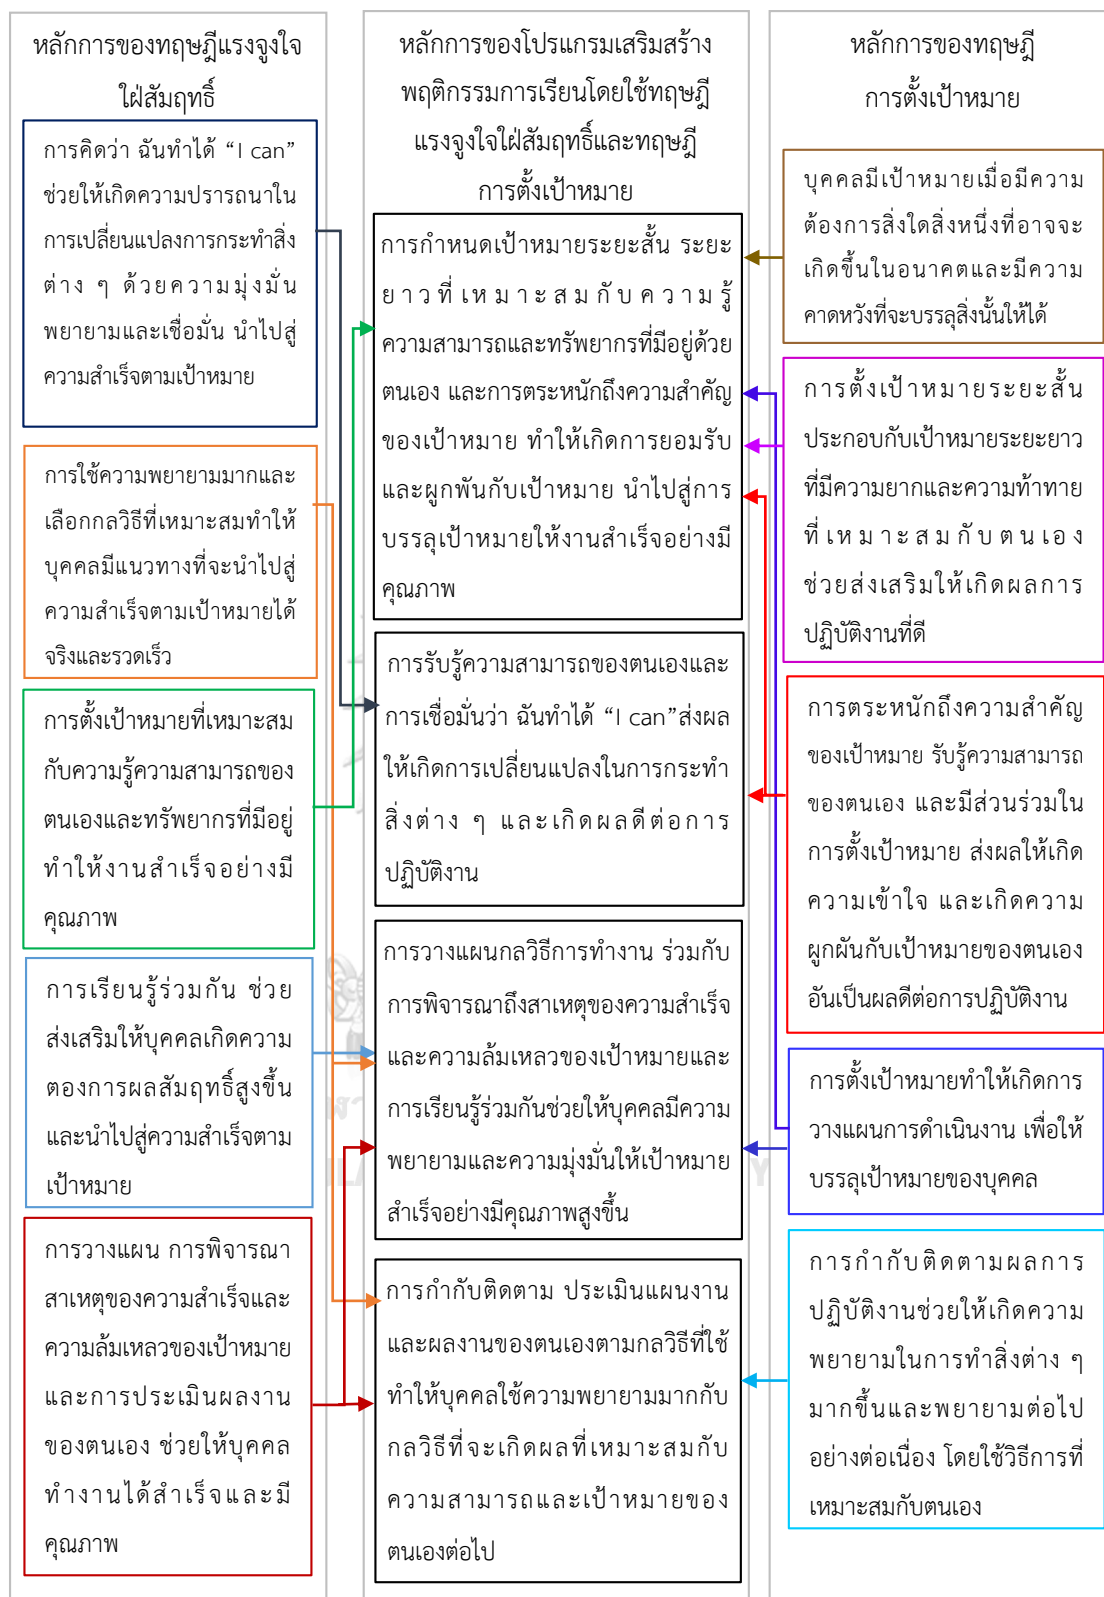 หลักการของทฤษฎีแรงจูงใจ
ใฝ่สัมฤทธิ์
การคิดว่า ฉันทำได้ “I can”
ช่วยให้เกิดความปรารถนาใน
การเปลี่ยนแปลงการกระทำสิ่ง
ต่าง ๆ ด้วยความมุ่งมั่น
พยายามและเชื่อมั่น นำไปสู่
ความสำเร็จตามเป้าหมาย
การใช้ความพยายามมากและ
เลือกกลวิธีที่เหมาะสมทำให้
บุคคลมีแนวทางที่จะนำไปสู่
ความสำเร็จตามเป้าหมายได้
จริงและรวดเร็ว
การตั้งเป้าหมายที่เหมาะสม
กับความรู้ความสามารถของ
ตนเองและทรัพยากรที่มีอยู่
ทำให้งานสำเร็จอย่างมี
คุณภาพ
การเรียนรู้ร่วมกัน ช่วย
ส่งเสริมให้บุคคลเกิดความ
ตองการผลสัมฤทธิ์สูงขึ้น
และนำไปสู่ความสำเร็จตาม
เป้าหมาย
การวางแผน การพิจารณา
สาเหตุของความสำเร็จและ
ความล้มเหลวของเป้าหมาย
และการประเมินผลงาน
ของตนเอง ช่วยให้บุคคล
ทำงานได้สำเร็จและมี
คุณภาพ
หลักการของโปรแกรมเสริมสร้าง
พฤติกรรมการเรียนโดยใช้ทฤษฎี
แรงจูงใจใฝ่สัมฤทธิ์และทฤษฎี
การตั้งเป้าหมาย
การกำหนดเป้าหมายระยะสั้น ระยะ
ยาวที่เหมาะสมกับความรู้
ความสามารถและทรัพยากรที่มีอยู่ด้วย
ตนเอง และการตระหนักถึงความสำคัญ
ของเป้าหมาย ทำให้เกิดการยอมรับ
และผูกพันกับเป้าหมาย นำไปสู่การ
บรรลุเป้าหมายให้งานสำเร็จอย่างมี
คุณภาพ
การรับรู้ความสามารถของตนเองและ
การเชื่อมั่นว่า ฉันทำได้ “I can”ส่งผล
ให้เกิดการเปลี่ยนแปลงในการกระทำ
สิ่งต่าง ๆ และเกิดผลดีต่อการ
ปฏิบัติงาน
การวางแผนกลวิธีการทำงาน ร่วมกับ
การพิจารณาถึงสาเหตุของความสำเร็จ
และความล้มเหลวของเป้าหมายและ
การเรียนรู้ร่วมกันช่วยให้บุคคลมีความ
พยายามและความมุ่งมั่นให้เป้าหมาย
สำเร็จอย่างมีคุณภาพสูงขึ้น
การกำกับติดตาม ประเมินแผนงาน
และผลงานของตนเองตามกลวิธีที่ใช้
ทำให้บุคคลใช้ความพยายามมากกับ
กลวิธีที่จะเกิดผลที่เหมาะสมกับ
ความสามารถและเป้าหมายของ
ตนเองต่อไป
หลักการของทฤษฎี
การตั้งเป้าหมาย
บุคคลมีเป้าหมายเมื่อมีความ
ต้องการสิ่งใดสิ่งหนึ่งที่อาจจะ
เกิดขึ้นในอนาคตและมีความ
คาดหวังที่จะบรรลุสิ่งนั้นให้ได้
การตั้งเป้าหมายระยะสั้น
ประกอบกับเป้าหมายระยะยาว
ที่มีความยากและความท้าทาย
ที่เหมาะสมกับตนเอง
ช่วยส่งเสริมให้เกิดผลการ
ปฏิบัติงานที่ดี
การตระหนักถึงความสำคัญ
ของเป้าหมาย รับรู้ความสามารถ
ของตนเอง และมีส่วนร่วมใน
การตั้งเป้าหมาย ส่งผลให้เกิด
ความเข้าใจ และเกิดความ
ผูกผันกับเป้าหมายของตนเอง
อันเป็นผลดีต่อการปฏิบัติงาน
การตั้งเป้าหมายทำให้เกิดการ
วางแผนการดำเนินงาน เพื่อให้
บรรลุเป้าหมายของบุคคล
การกำกับติดตามผลการ
ปฏิบัติงานช่วยให้เกิดความ
พยายามในการทำสิ่งต่าง ๆ
มากขึ้นและพยายามต่อไป
อย่างต่อเนื่อง โดยใช้วิธีการที่
เหมาะสมกับตนเอง